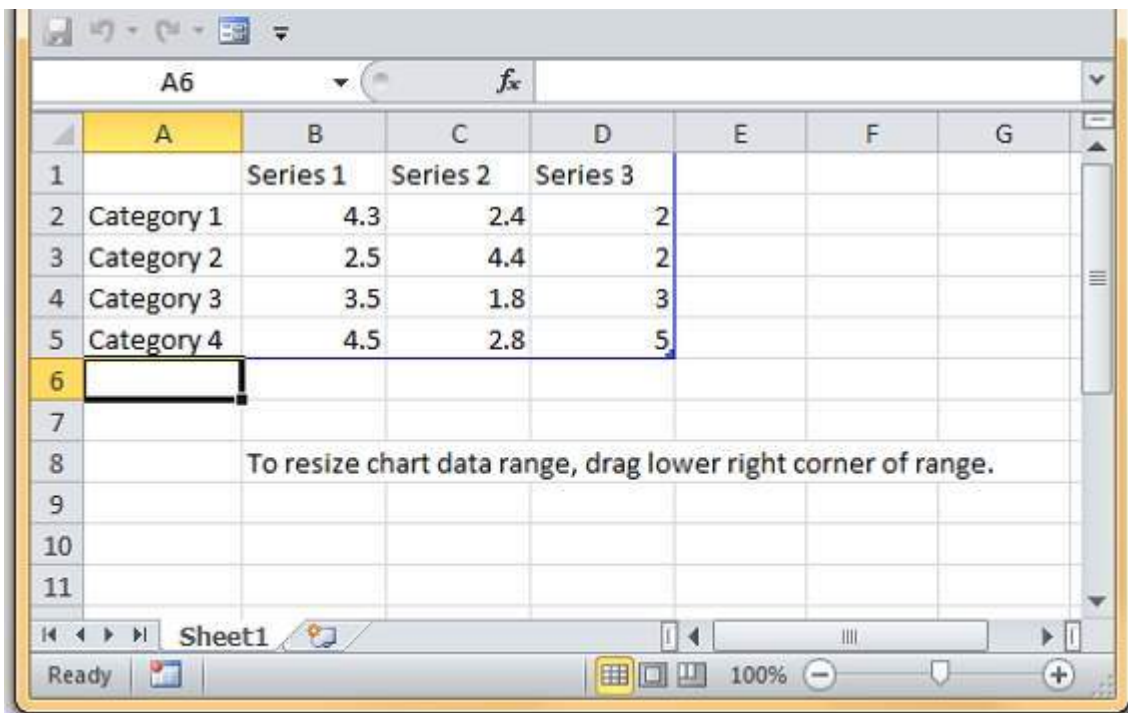 A6 fx
A B C D E F G
1 Series 1 Series 2 Series 3
2 Category 1 4.3 2.4 2
3 Category 2 2.5 4.4 2
4 Category 3 3.5 1.8 3
5 Category 4 4.5 2.8 5
6
7
8 To resize chart data range, drag lower right corner of range.
9
10
11
Sheet1
Ready 100%